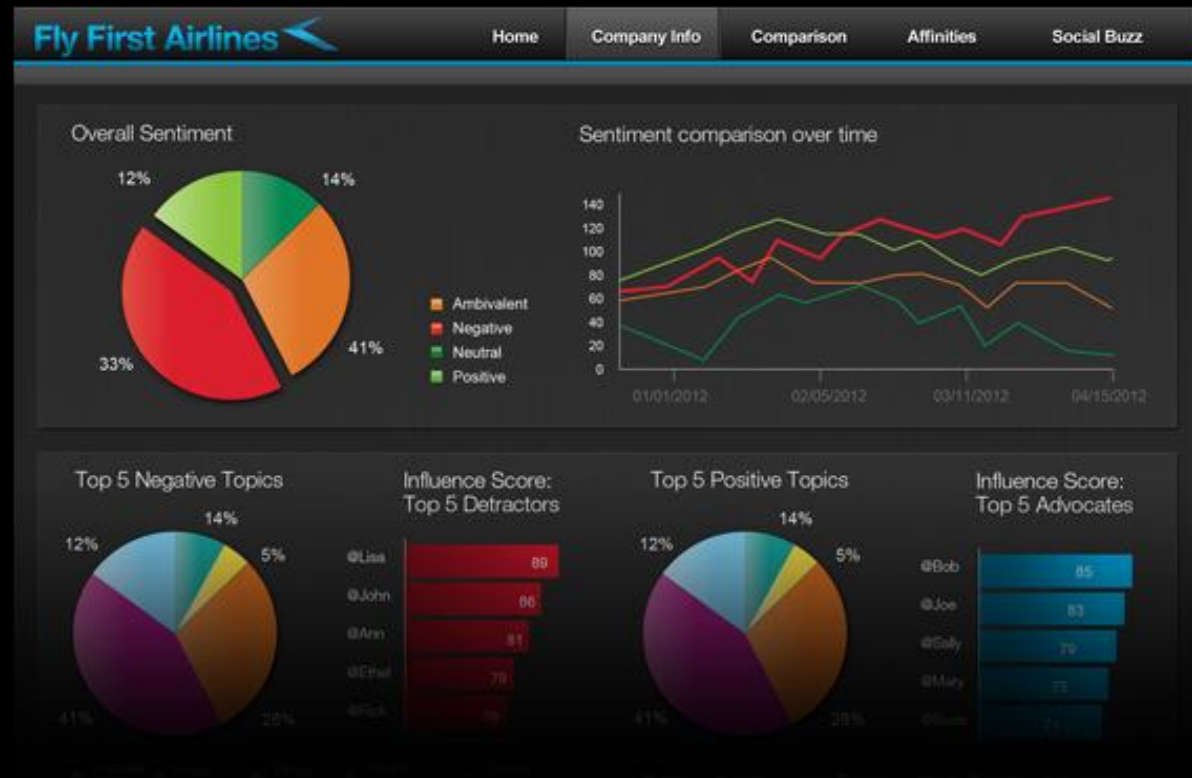 Fly First Airlines
Home
Company Info
Comparison
Affinities
Social Buzz
Overall Sentiment
12%
14%
33%
41%
Ambivalent
Negative
Neutral
Positive
Sentiment comparison over time
140
120
100
80
60
40
20
0
01/01/2012
02/05/2012
03/11/2012
04/15/2012
Top 5 Negative Topics
14%
12%
5%
41%
28%
Influence Score:
Top 5 Detractors
@Lisa 89
@John 86
@Ann 81
@Ethel 79
@Rick
Top 5 Positive Topics
14%
12%
5%
41%
28%
Influence Score:
Top 5 Advocates
@Bob 85
@Joe 83
@Sally 79
@Mary 75
71